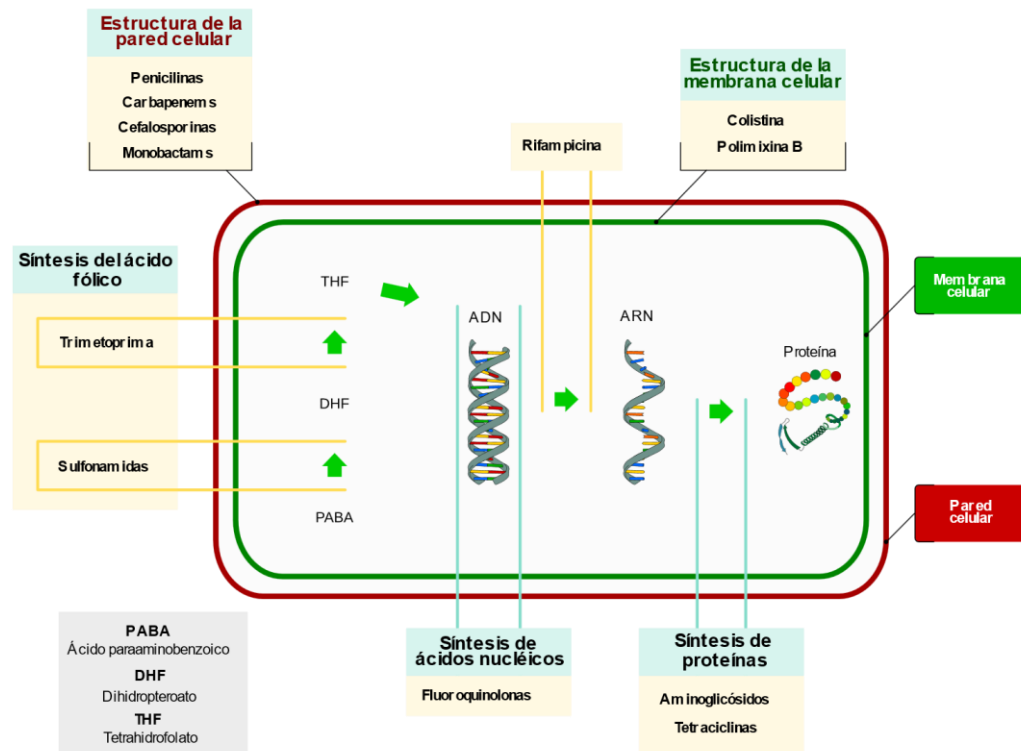 Estructura de la
pared celular
Penicilinas
Carbapenems
Cefalosporinas
Monobactams
Estructura de la
membrana celular
Colistina
Polimixina B
Rifampicina
Síntesis del ácido
fólico
Trimetoprima
Sulfonamidas
THF
DHF
PABA
ADN
ARN
Proteína
Membrana
celular
Pared
celular
PABA
Ácido paraaminobenzoico
DHF
Dihidropteroato
THF
Tetrahidrofolato
Síntesis de
ácidos nucléicos
Fluoroquinolonas
Síntesis de
proteínas
Aminoglicósidos
Tetraciclinas